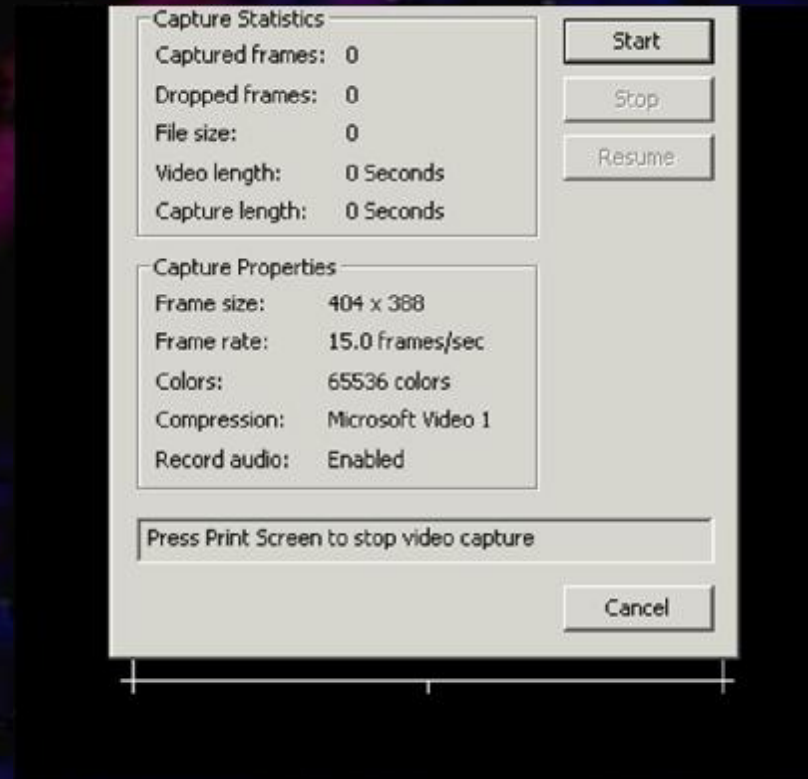 Capture Statistics
Captured frames: 0
Dropped frames: 0
File size: 0
Video length: 0 Seconds
Capture length: 0 Seconds
Start
Stop
Resume
Capture Properties
Frame size: 404 x 388
Frame rate: 15.0 frames/sec
Colors: 65536 colors
Compression: Microsoft Video 1
Record audio: Enabled
Press Print Screen to stop video capture
Cancel